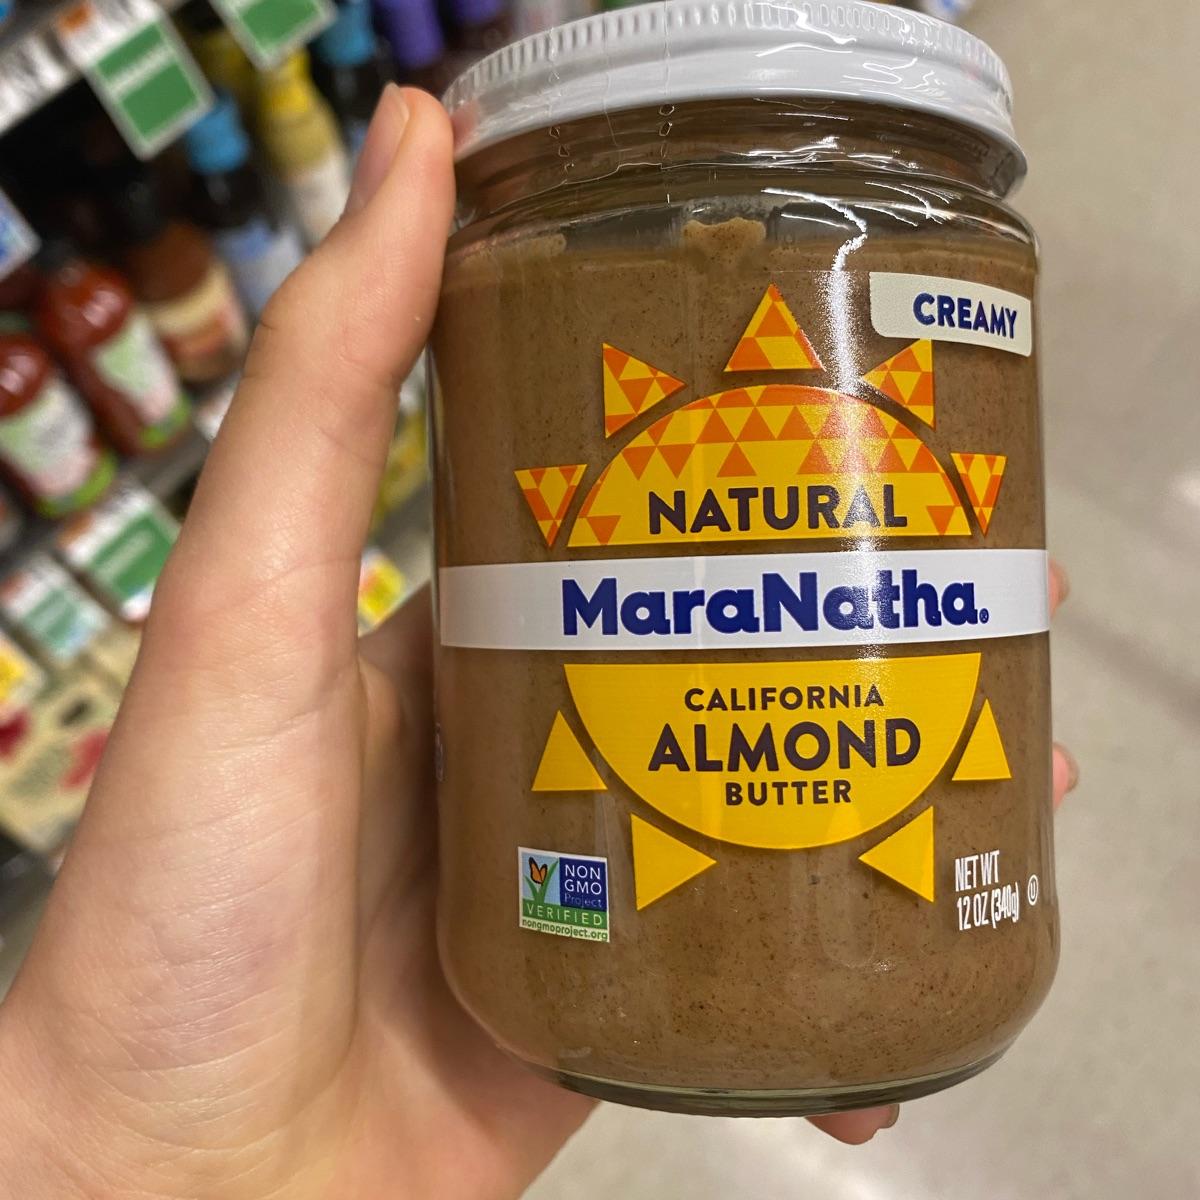 CREAMY
NATURAL
MaraNatha®
CALIFORNIA
ALMOND
BUTTER
NON
GMO
Project
VERIFIED
nongmoproject.org
NET WT
12 OZ (340g)
U